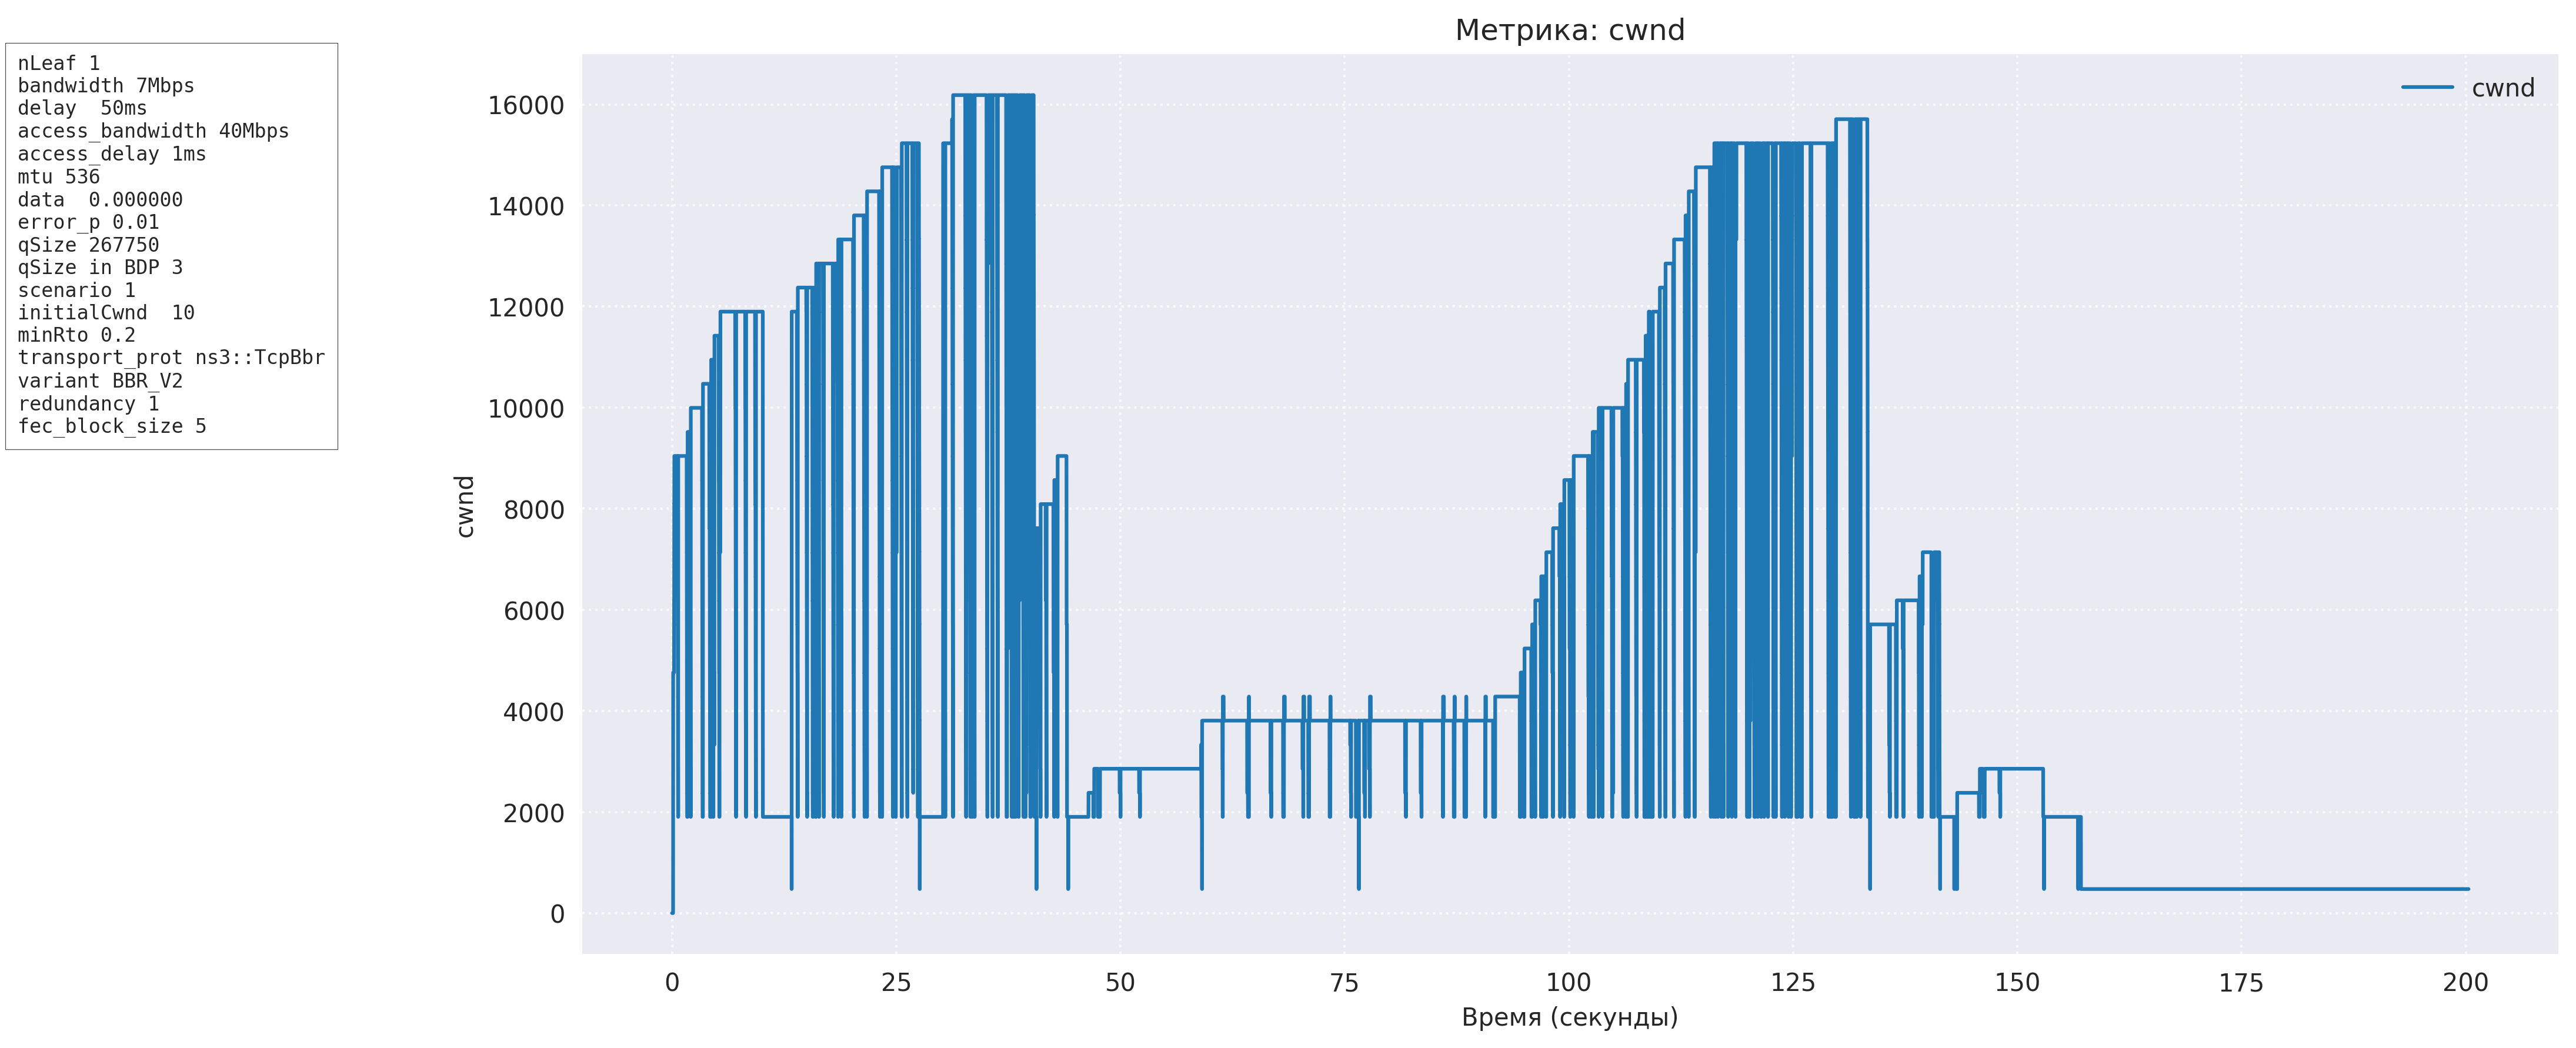 Метрика: cwnd
nLeaf 1
bandwidth 7Mbps
delay  50ms
access_bandwidth 40Mbps
access_delay 1ms
mtu 536
data  0.000000
error_p 0.01
qSize 267750
qSize in BDP 3
scenario 1
initialCwnd  10
minRto 0.2
transport_prot ns3::TcpBbr
variant BBR_V2
redundancy 1
fec_block_size 5
cwnd
16000
14000
12000
10000
8000
6000
4000
2000
0
cwnd
0 25 50 75 100 125 150 175 200
Время (секунды)